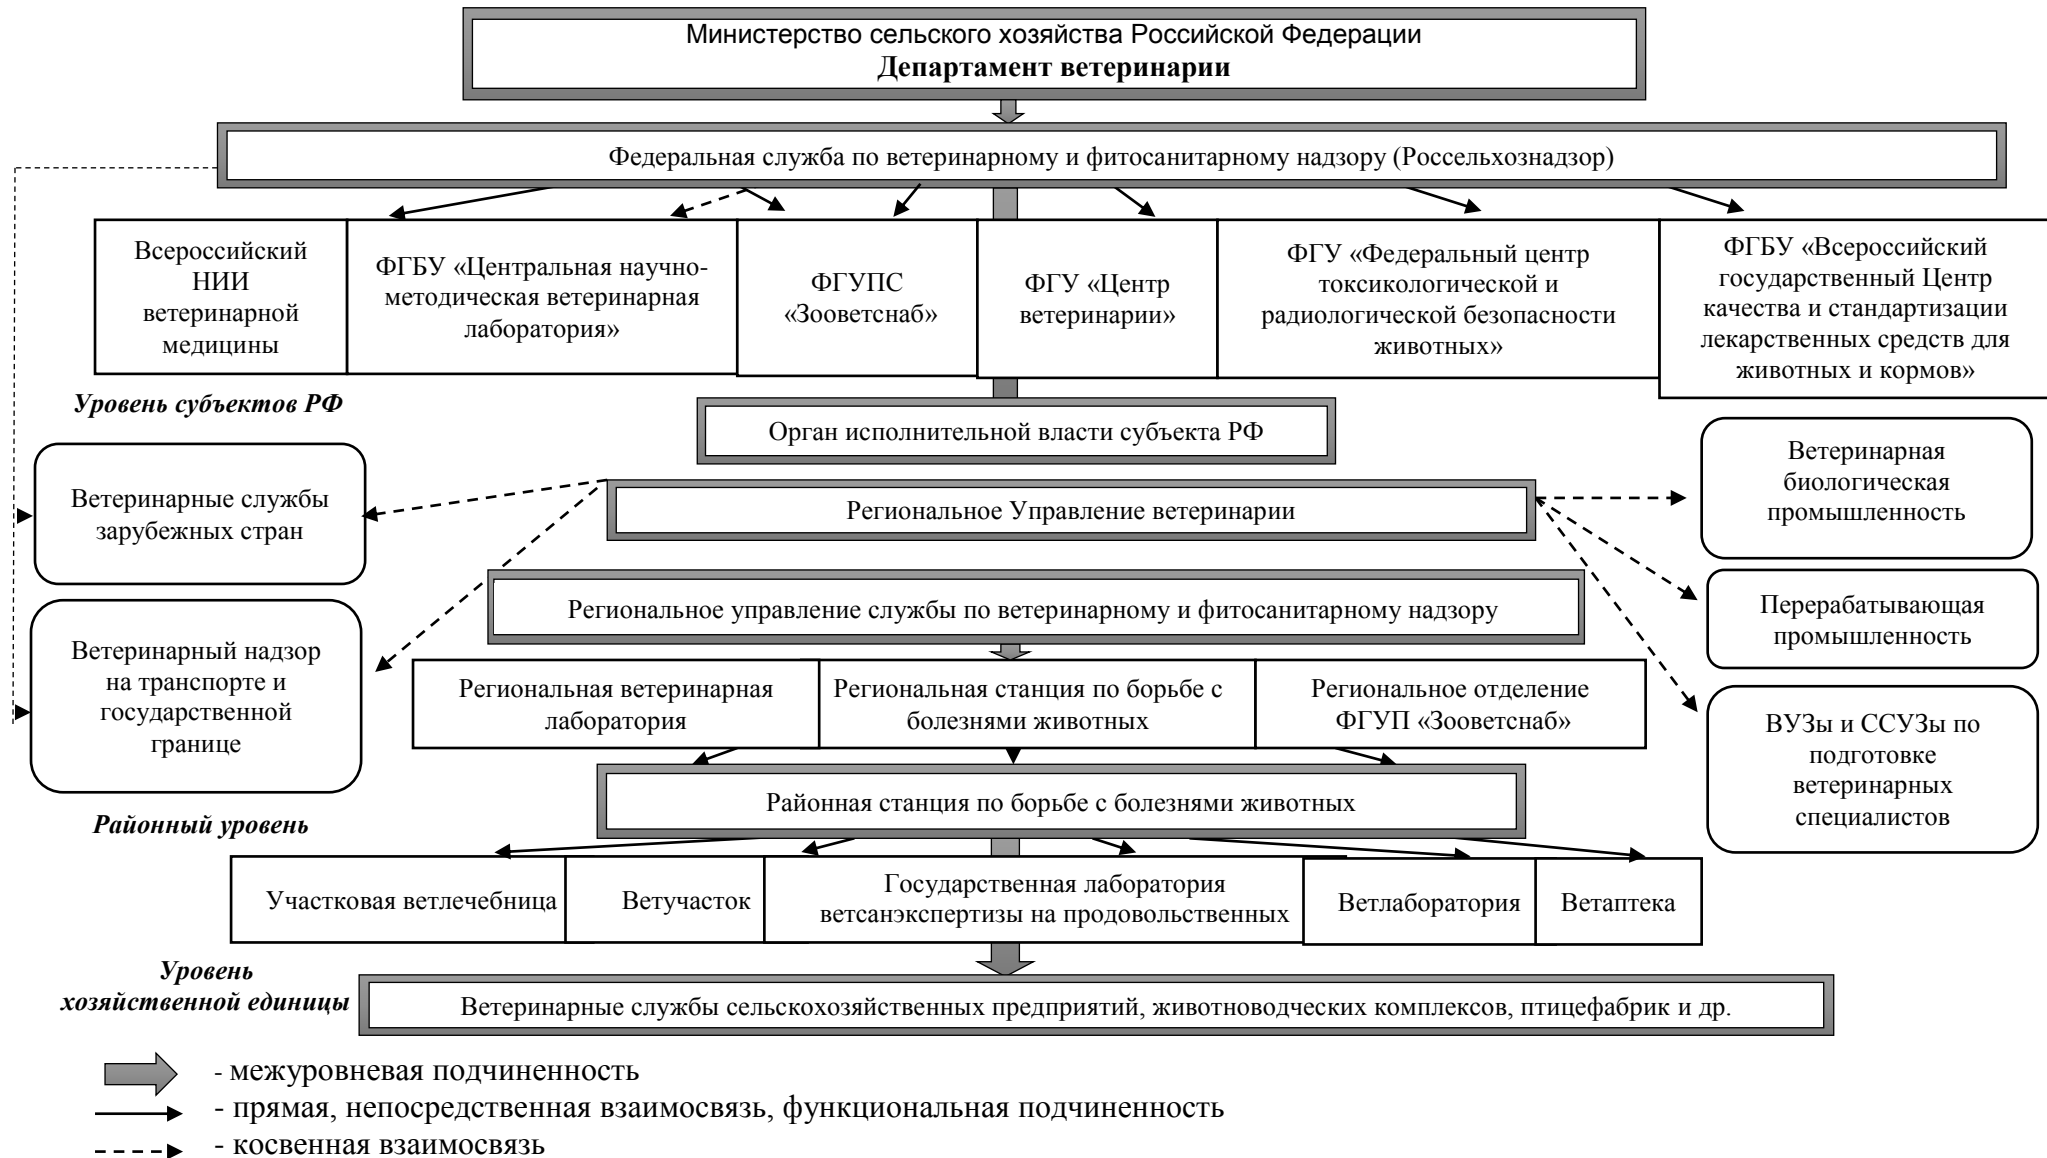 Министерство сельского хозяйства Российской Федерации
Департамент ветеринарии
Федеральная служба по ветеринарному и фитосанитарному надзору (Россельхознадзор)
Всероссийский
НИИ
ветеринарной
медицины
ФГБУ «Центральная научно-
методическая ветеринарная
лаборатория»
ФГУПС
«Зооветснаб»
ФГУ «Центр
ветеринарии»
ФГУ «Федеральный центр
токсикологической и
радиологической безопасности
животных»
ФГБУ «Всероссийский
государственный Центр
качества и стандартизации
лекарственных средств для
животных и кормов»
Уровень субъектов РФ
Орган исполнительной власти субъекта РФ
Ветеринарные службы
зарубежных стран
Региональное Управление ветеринарии
Ветеринарная
биологическая
промышленность
Региональное управление службы по ветеринарному и фитосанитарному надзору
Перерабатывающая
промышленность
Ветеринарный надзор
на транспорте и
государственной
границе
Региональная ветеринарная
лаборатория
Региональная станция по борьбе с
болезнями животных
Региональное отделение
ФГУП «Зооветснаб»
ВУЗы и ССУЗы по
подготовке
ветеринарных
специалистов
Районная станция по борьбе с болезнями животных
Районный уровень
Участковая ветлечебница
Ветучасток
Государственная лаборатория
ветсанэкспертизы на продовольственных
Ветлаборатория
Ветаптека
Уровень
хозяйственной единицы
Ветеринарные службы сельскохозяйственных предприятий, животноводческих комплексов, птицефабрик и др.
- межуровневая подчиненность
- прямая, непосредственная взаимосвязь, функциональная подчиненность
- косвенная взаимосвязь